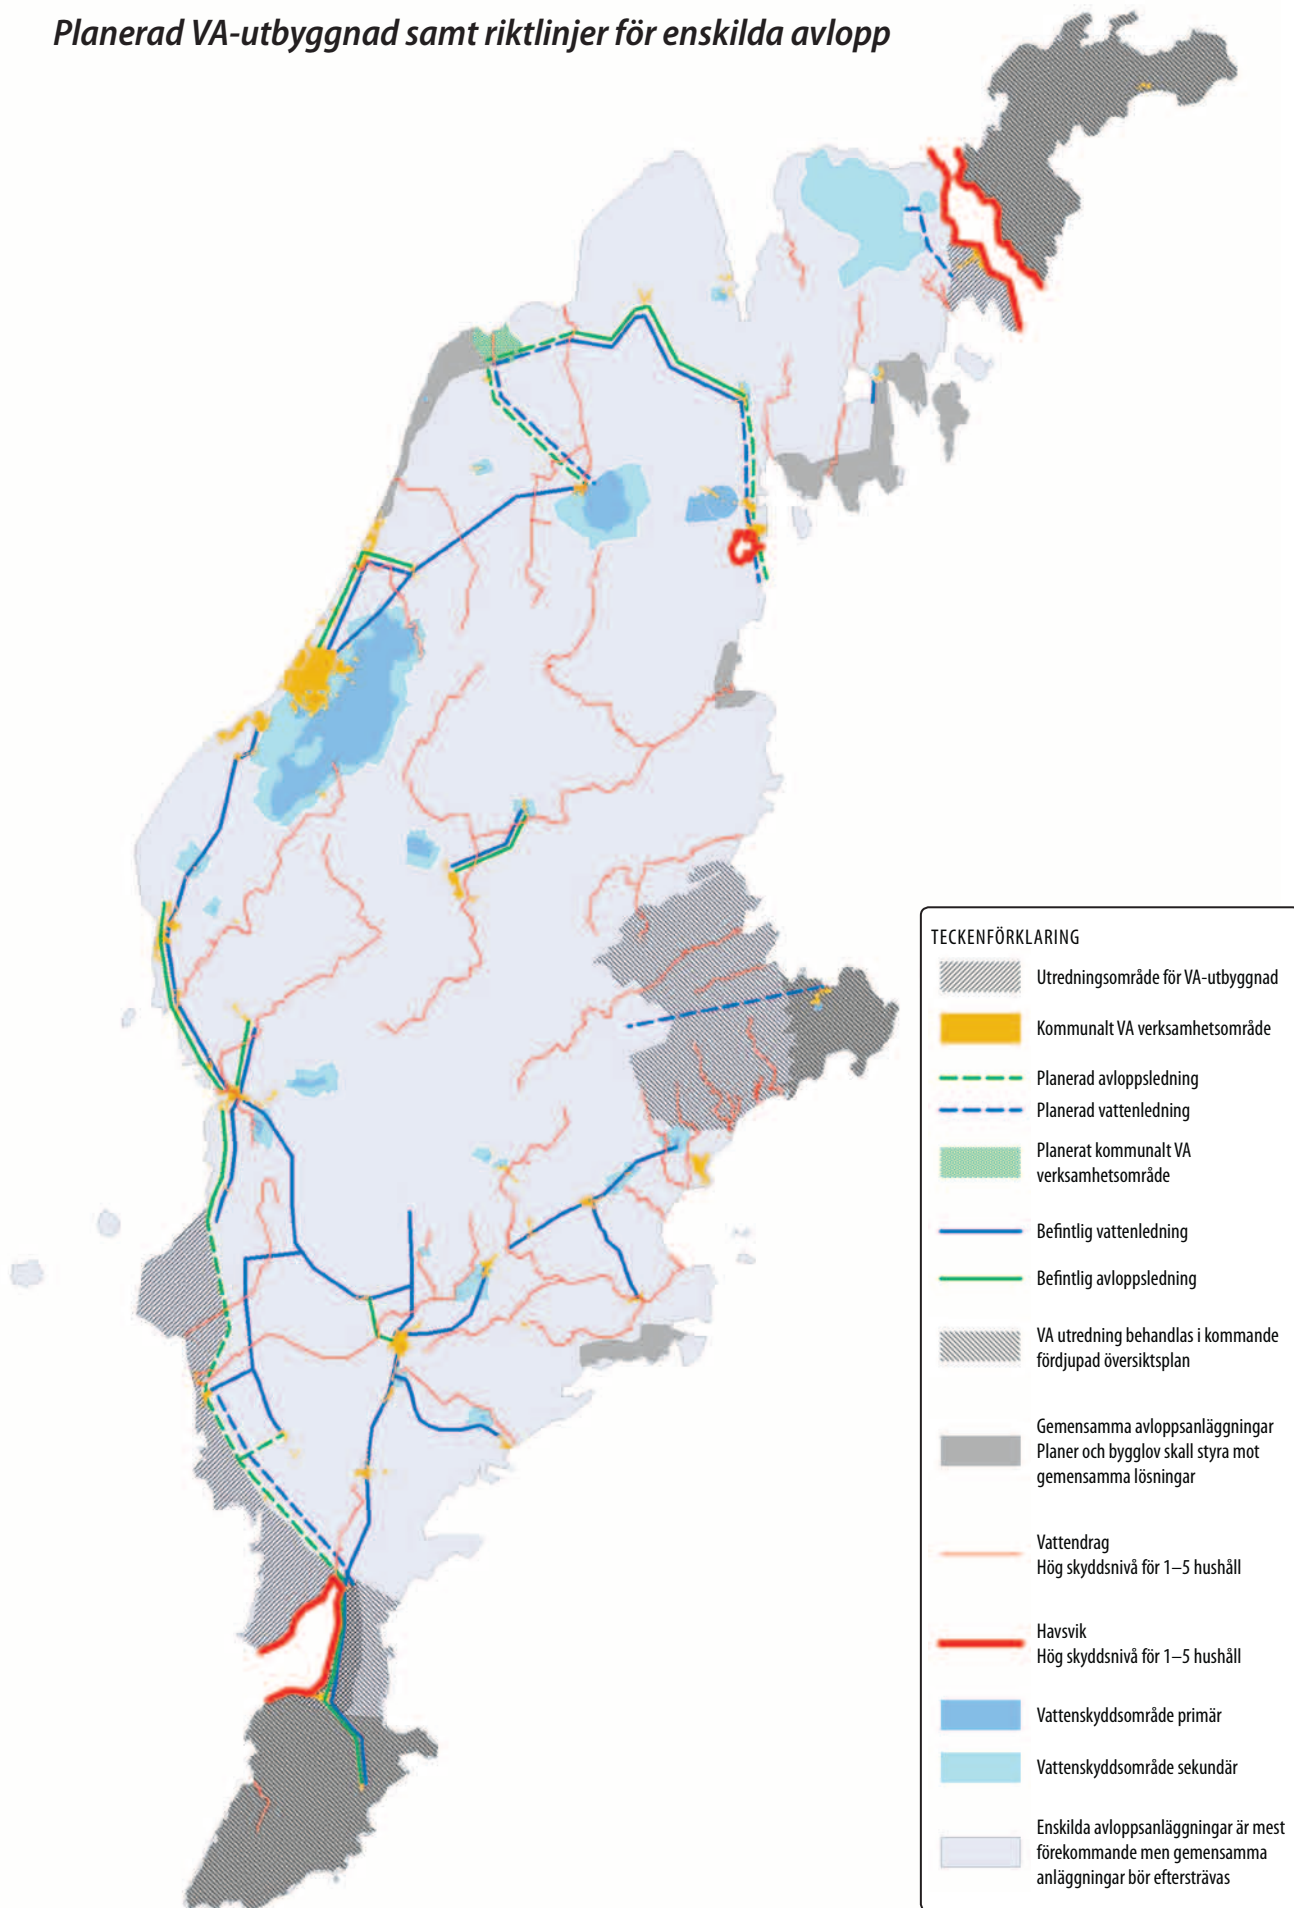 Planerad VA-utbyggnad samt riktlinjer för enskilda avlopp
TECKENFÖRKLARING
Utredningsområde för VA-utbyggnad
Kommunalt VA verksamhetsområde
Planerad avloppsledning
Planerad vattenledning
Planerat kommunalt VA
verksamhetsområde
Befintlig vattenledning
Befintlig avloppsledning
VA utredning behandlas i kommande
fördjupad översiktsplan
Gemensamma avloppsanläggningar
Planer och bygglov skall styra mot
gemensamma lösningar
Vattendrag
Hög skyddsnivå för 1–5 hushåll
Havsvik
Hög skyddsnivå för 1–5 hushåll
Vattenskyddsområde primär
Vattenskyddsområde sekundär
Enskilda avloppsanläggningar är mest
förekommande men gemensamma
anläggningar bör eftersträvas